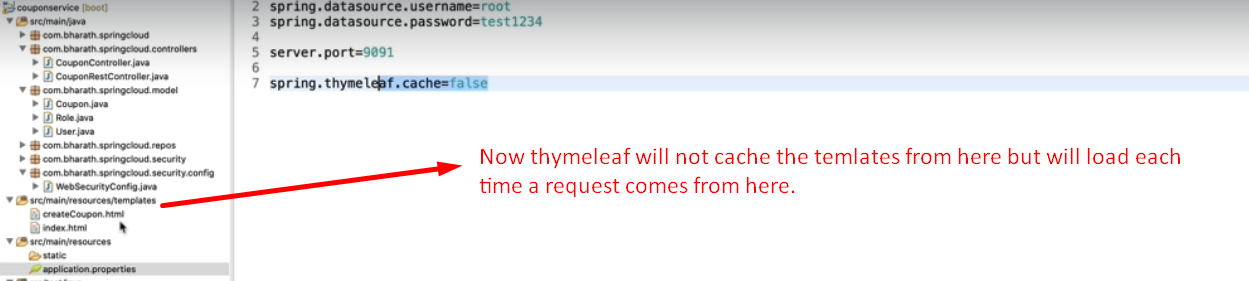 couponservice [boot]
src/main/java
com.bharath.springcloud
com.bharath.springcloud.controllers
CouponController.java
CouponRestController.java
com.bharath.springcloud.model
Coupon.java
Role.java
User.java
com.bharath.springcloud.repos
com.bharath.springcloud.security
com.bharath.springcloud.security.config
WebSecurityConfig.java
src/main/resources/templates
createCoupon.html
index.html
src/main/resources
static
application.properties
2 spring.datasource.username=root
3 spring.datasource.password=test1234
4
5 server.port=9091
6
7 spring.thymeleaf.cache=false
Now thymeleaf will not cache the temlates from here but will load each
time a request comes from here.